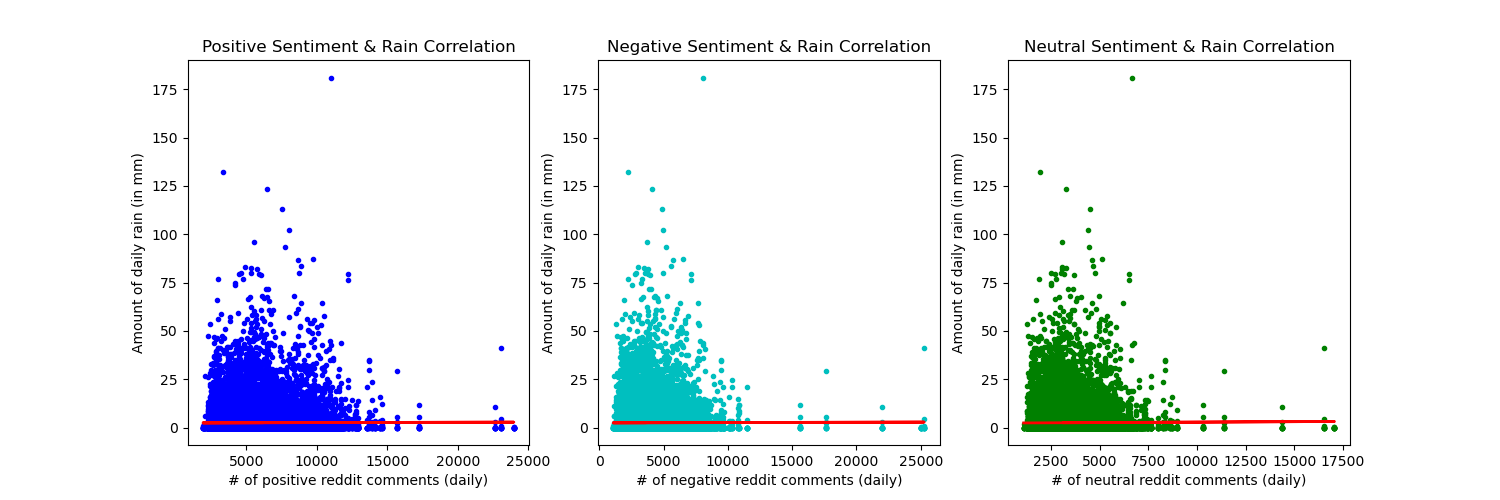 Positive Sentiment & Rain Correlation
Amount of daily rain (in mm)
175
150
125
100
75
50
25
0
5000 10000 15000 20000 25000
# of positive reddit comments (daily)
Negative Sentiment & Rain Correlation
Amount of daily rain (in mm)
175
150
125
100
75
50
25
0
0 5000 10000 15000 20000 25000
# of negative reddit comments (daily)
Neutral Sentiment & Rain Correlation
Amount of daily rain (in mm)
175
150
125
100
75
50
25
0
2500 5000 7500 10000 12500 15000 17500
# of neutral reddit comments (daily)